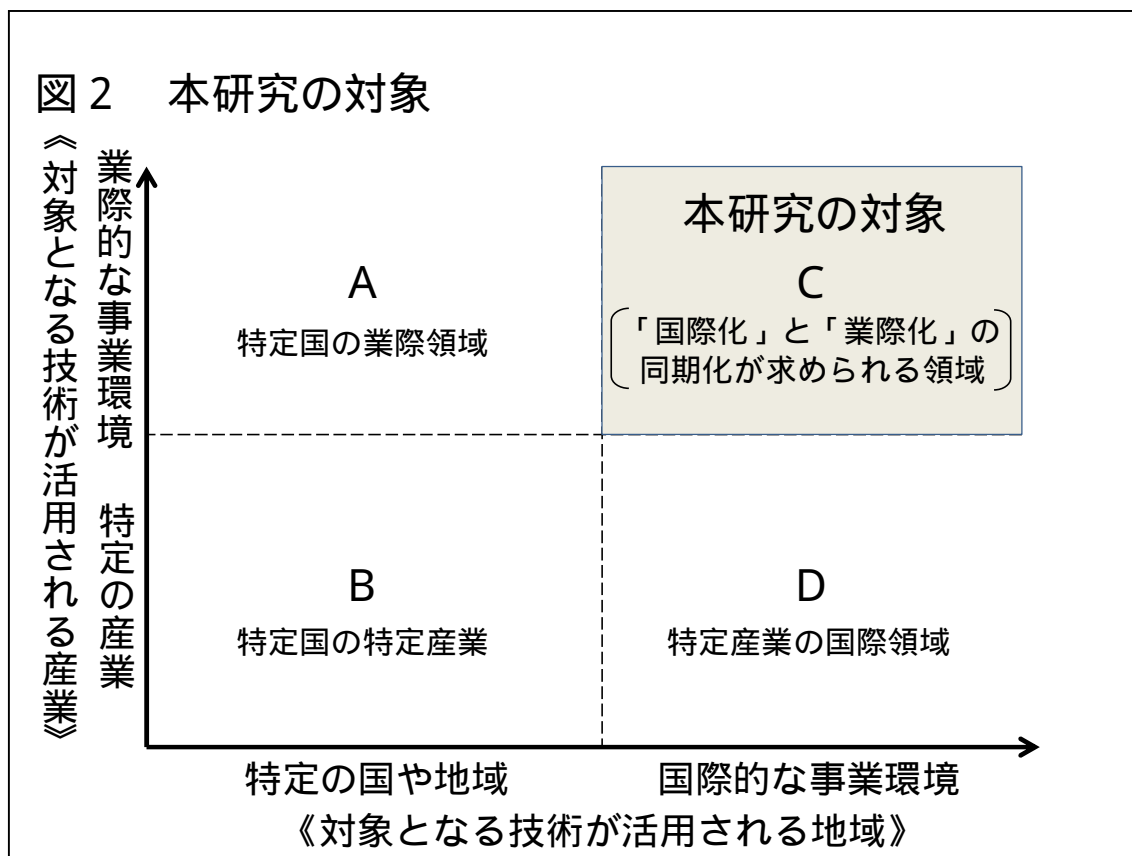 図2 本研究の対象
《対象となる技術が活用される産業》
業際的な事業環境
特定の産業
A
特定国の業際領域
本研究の対象
C
「国際化」と「業際化」の
同期化が求められる領域
B
特定国の特定産業
D
特定産業の国際領域
特定の国や地域
国際的な事業環境
《対象となる技術が活用される地域》